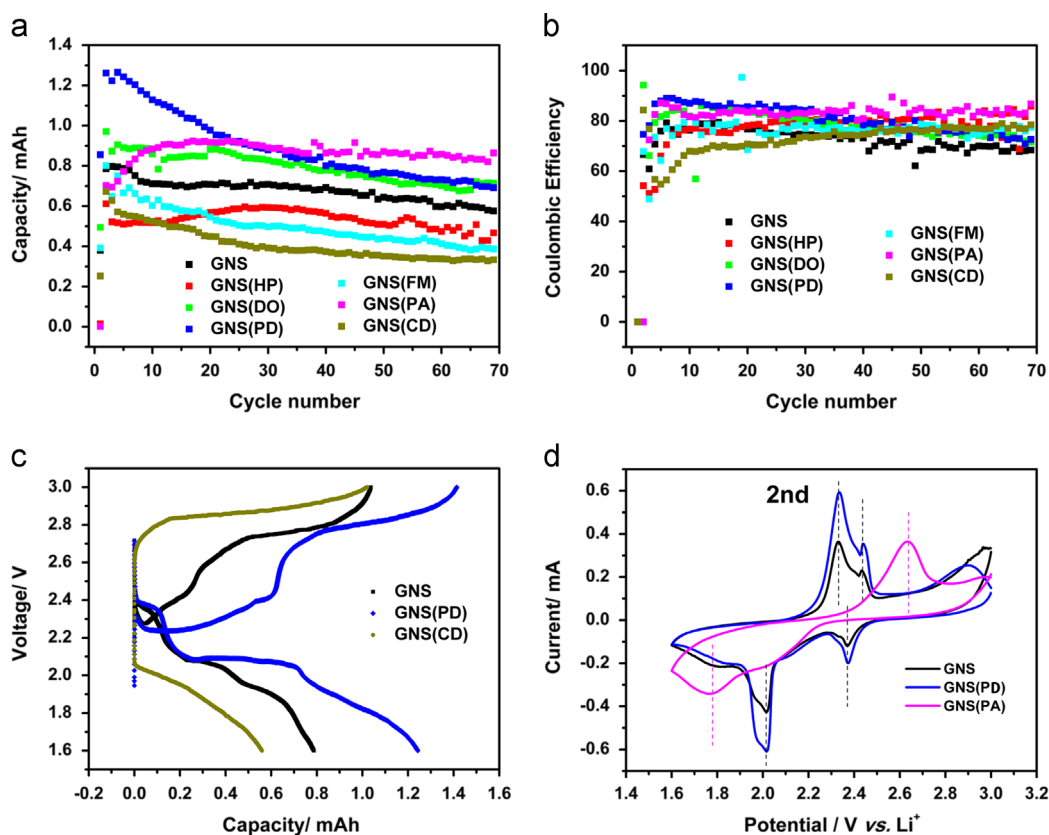 a
1.4
1.2
1.0
0.8
0.6
0.4
0.2
0.0
Capacity/ mAh
GNS
GNS(HP)
GNS(DO)
GNS(PD)
GNS(FM)
GNS(PA)
GNS(CD)
0 10 20 30 40 50 60 70
Cycle number
b
100
80
60
40
20
0
Coulombic Efficiency
GNS
GNS(HP)
GNS(DO)
GNS(PD)
GNS(FM)
GNS(PA)
GNS(CD)
0 10 20 30 40 50 60 70
Cycle number
c
3.0
2.8
2.6
2.4
2.2
2.0
1.8
1.6
Voltage/ V
GNS
GNS(PD)
GNS(CD)
-0.2 0.0 0.2 0.4 0.6 0.8 1.0 1.2 1.4 1.6
Capacity/ mAh
d
2nd
0.6
0.4
0.2
0.0
-0.2
-0.4
-0.6
Current/ mA
GNS
GNS(PD)
GNS(PA)
1.4 1.6 1.8 2.0 2.2 2.4 2.6 2.8 3.0 3.2
Potential / V vs. Li⁺